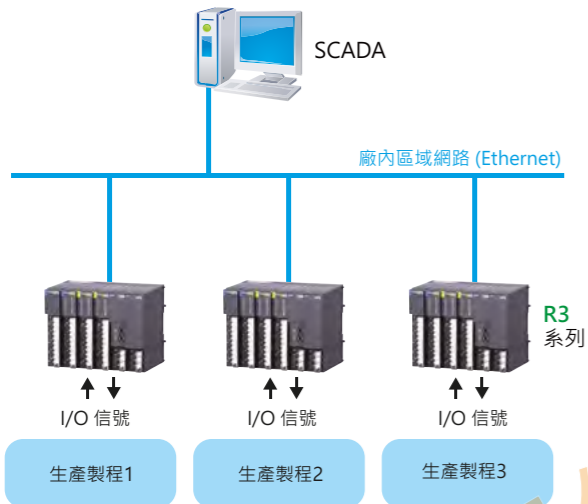 SCADA
廠內區域網路 (Ethernet)
R3
系列
I/O 信號
I/O 信號
I/O 信號
生產製程1
生產製程2
生產製程3